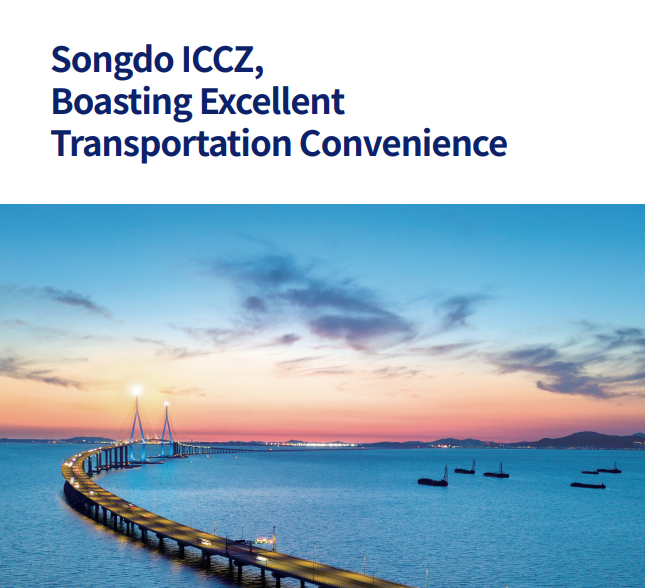 Songdo ICCZ,
Boasting Excellent
Transportation Convenience